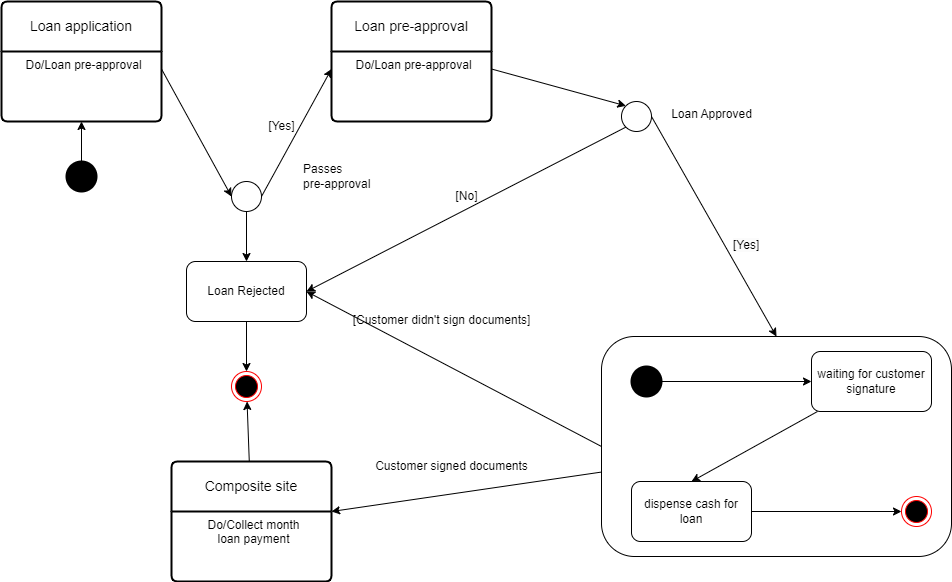 Loan application
Do/Loan pre-approval
Loan pre-approval
Do/Loan pre-approval
Loan Approved
[Yes]
Passes
pre-approval
[No]
[Yes]
Loan Rejected
[Customer didn't sign documents]
waiting for customer
signature
Customer signed documents
Composite site
Do/Collect month
loan payment
dispense cash for
loan